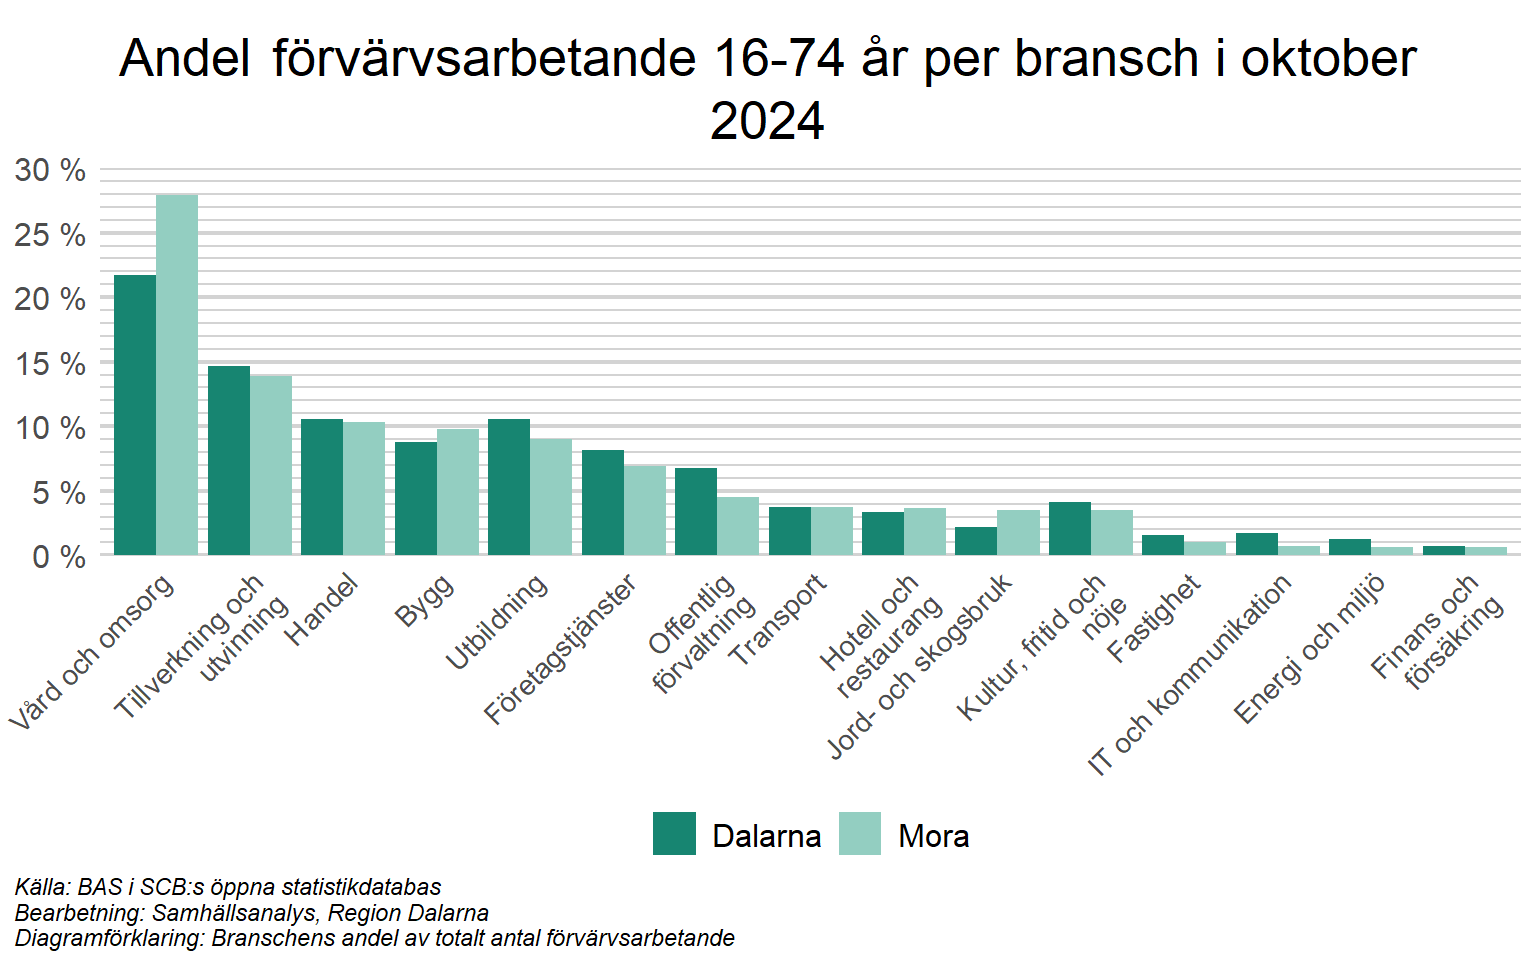 Andel förvärvsarbetande 16-74 år per bransch i oktober
2024
30 %
25 %
20 %
15 %
10 %
5 %
0 %
Vård och omsorg
Tillverkning och
utvinning
Handel
Bygg
Utbildning
Företagstjänster
Offentlig
förvaltning
Transport
Hotell och
restaurang
Jord- och skogsbruk
Kultur, fritid och
nöje
Fastighet
IT och kommunikation
Energi och miljö
Finans och
försäkring
Dalarna
Mora
Källa: BAS i SCB:s öppna statistikdatabas
Bearbetning: Samhällsanalys, Region Dalarna
Diagramförklaring: Branschens andel av totalt antal förvärvsarbetande